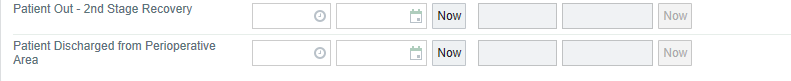 Patient Out - 2nd Stage Recovery Now Now
Patient Discharged from Perioperative
Area Now Now